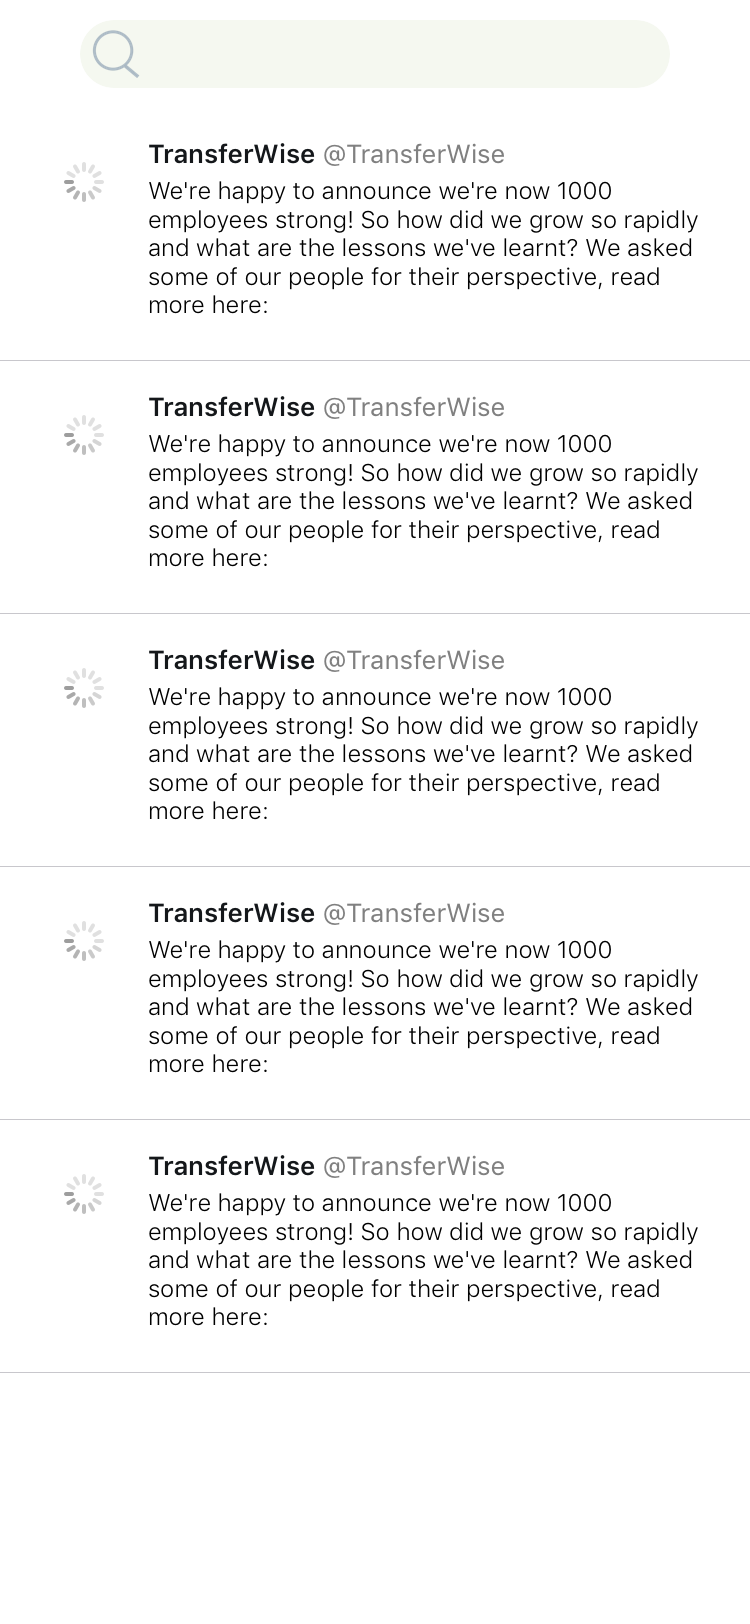 TransferWise @TransferWise
We're happy to announce we're now 1000
employees strong! So how did we grow so rapidly
and what are the lessons we've learnt? We asked
some of our people for their perspective, read
more here:
TransferWise @TransferWise
We're happy to announce we're now 1000
employees strong! So how did we grow so rapidly
and what are the lessons we've learnt? We asked
some of our people for their perspective, read
more here:
TransferWise @TransferWise
We're happy to announce we're now 1000
employees strong! So how did we grow so rapidly
and what are the lessons we've learnt? We asked
some of our people for their perspective, read
more here:
TransferWise @TransferWise
We're happy to announce we're now 1000
employees strong! So how did we grow so rapidly
and what are the lessons we've learnt? We asked
some of our people for their perspective, read
more here:
TransferWise @TransferWise
We're happy to announce we're now 1000
employees strong! So how did we grow so rapidly
and what are the lessons we've learnt? We asked
some of our people for their perspective, read
more here: